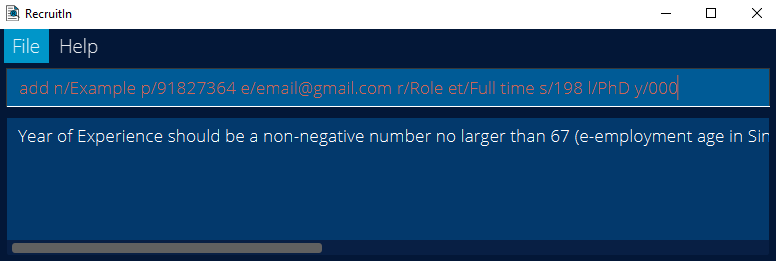 RecruitIn
File Help
add n/Example p/91827364 e/email@gmail.com r/Role et/Full time s/198 l/PhD y/000
Year of Experience should be a non-negative number no larger than 67 (e-employment age in Sin